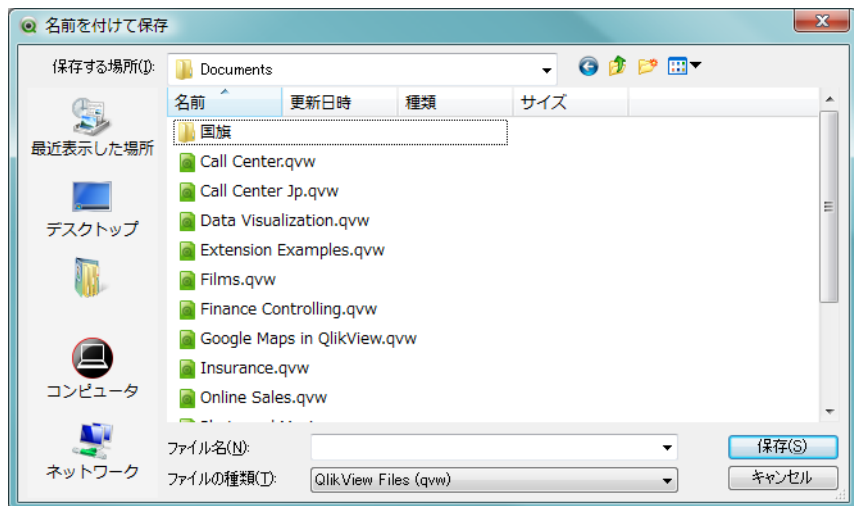 名前を付けて保存
保存する場所(I):
Documents
名前 更新日時 種類 サイズ
国旗
Call Center.qvw
Call Center Jp.qvw
Data Visualization.qvw
Extension Examples.qvw
Films.qvw
Finance Controlling.qvw
Google Maps in QlikView.qvw
Insurance.qvw
Online Sales.qvw
最近表示した場所
デスクトップ
コンピュータ
ネットワーク
ファイル名(N):
保存(S)
ファイルの種類(T):
QlikView Files (qvw)
キャンセル